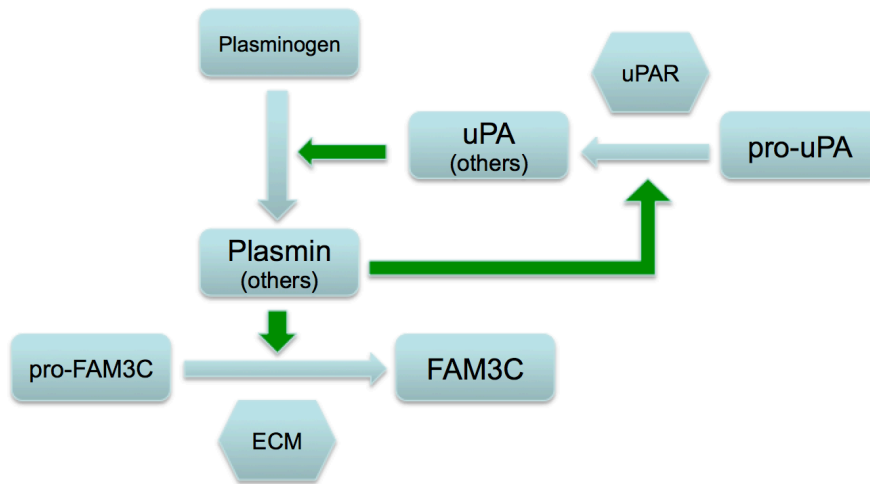 Plasminogen
uPAR
uPA
(others)
pro-uPA
Plasmin
(others)
pro-FAM3C
FAM3C
ECM